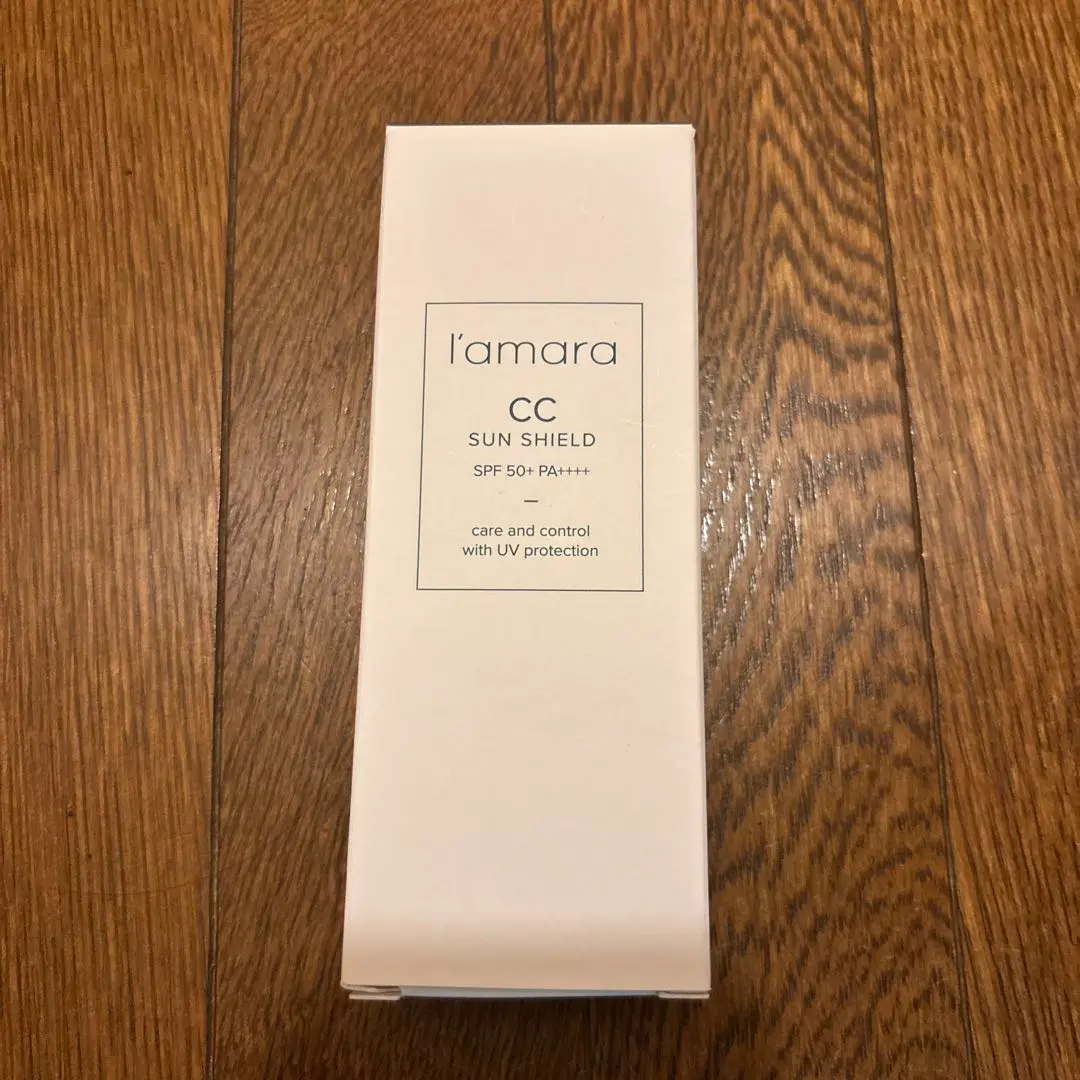 l'amara
CC
SUN SHIELD
SPF 50+ PA++++
—
care and control
with UV protection